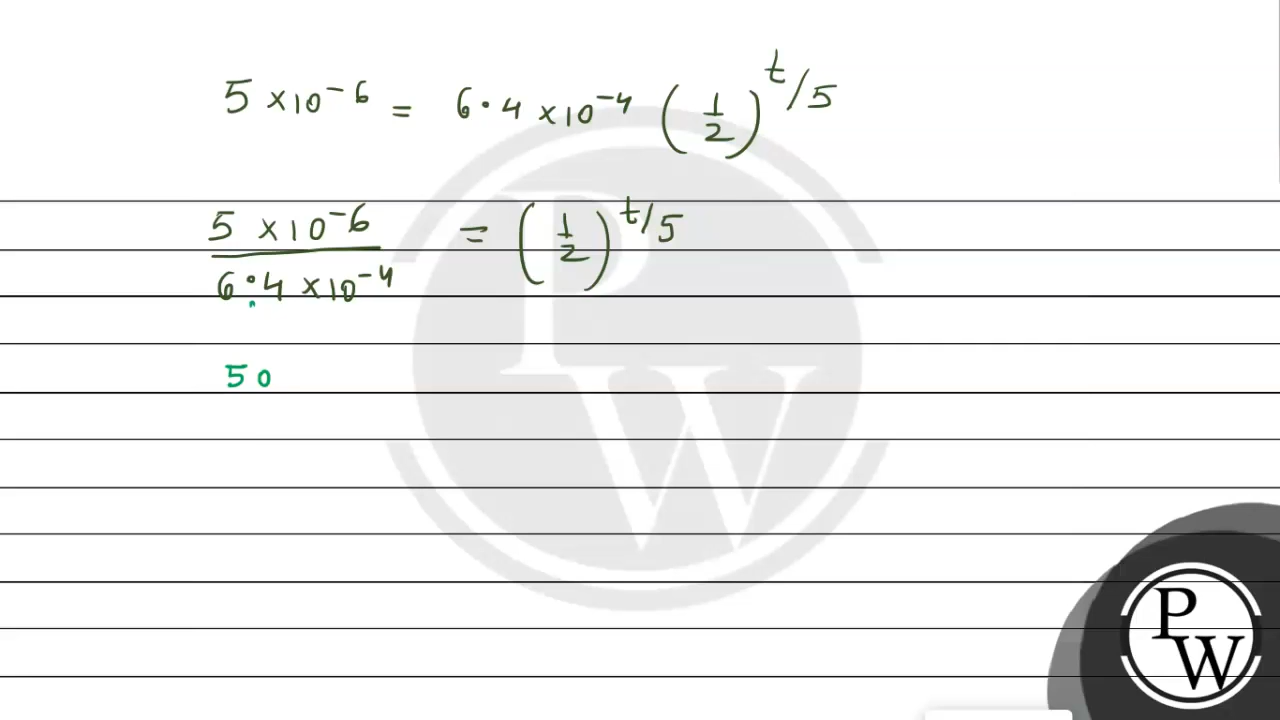 5 ×10⁻⁶ = 6.4 ×10⁻⁴ (1/2)^t/5
5 ×10⁻⁶ / 6.4 ×10⁻⁴ = (1/2)^t/5
50
PW
PW